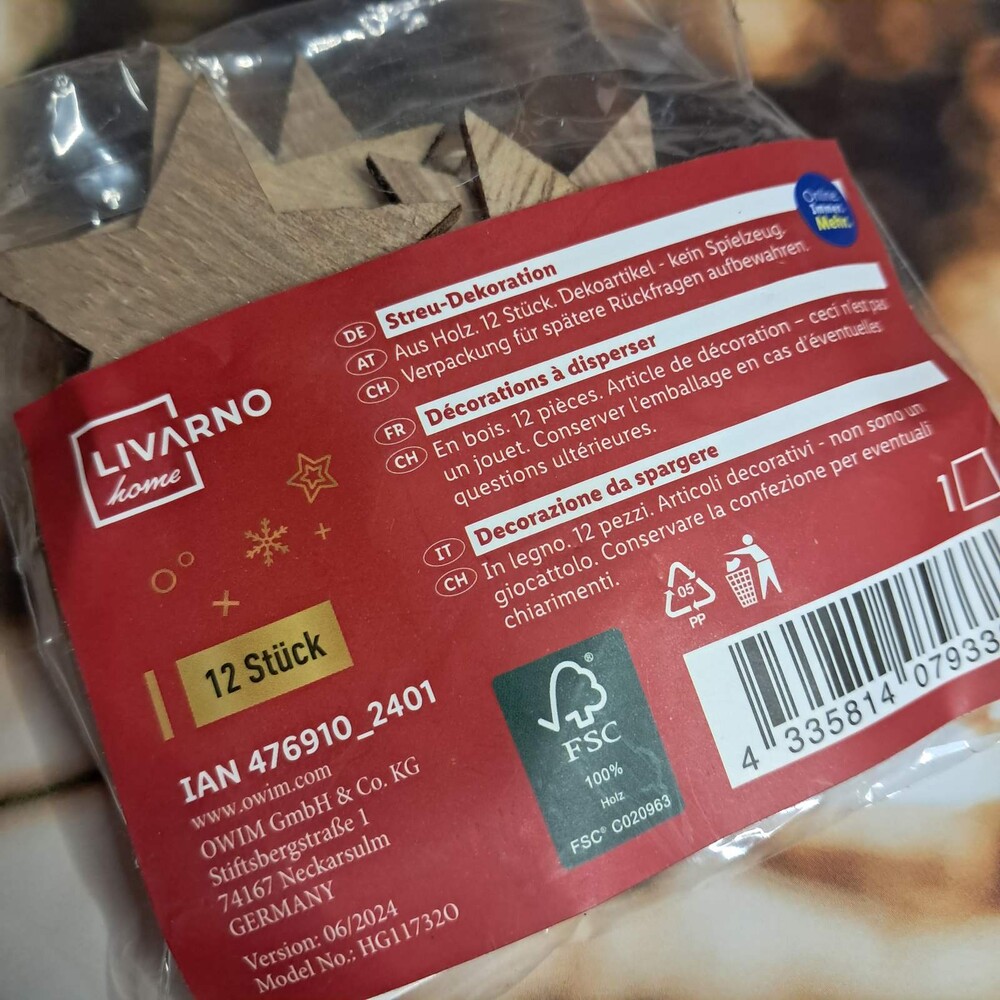 Online
Immer.
Mehr.
DE
AT
CH
Streu-Dekoration
Aus Holz. 12 Stück. Dekoartikel - kein Spielzeug.
Verpackung für spätere Rückfragen aufbewahren.
FR
CH
Décorations à disperser
En bois. 12 pièces. Article de décoration – ceci n'est pas
un jouet. Conserver l'emballage en cas d'éventuelles
questions ultérieures.
IT
CH
Decorazione da spargere
In legno. 12 pezzi. Articoli decorativi - non sono un
giocattolo. Conservare la confezione per eventuali
chiarimenti.
LIVARNO
home
12 Stück
05
PP
1
IAN 476910_2401
www.owim.com
OWIM GmbH & Co. KG
Stiftsbergstraße 1
74167 Neckarsulm
GERMANY
Version: 06/2024
Model No.: HG11732O
FSC
100%
Holz
FSC® C020963
4 335814 07933